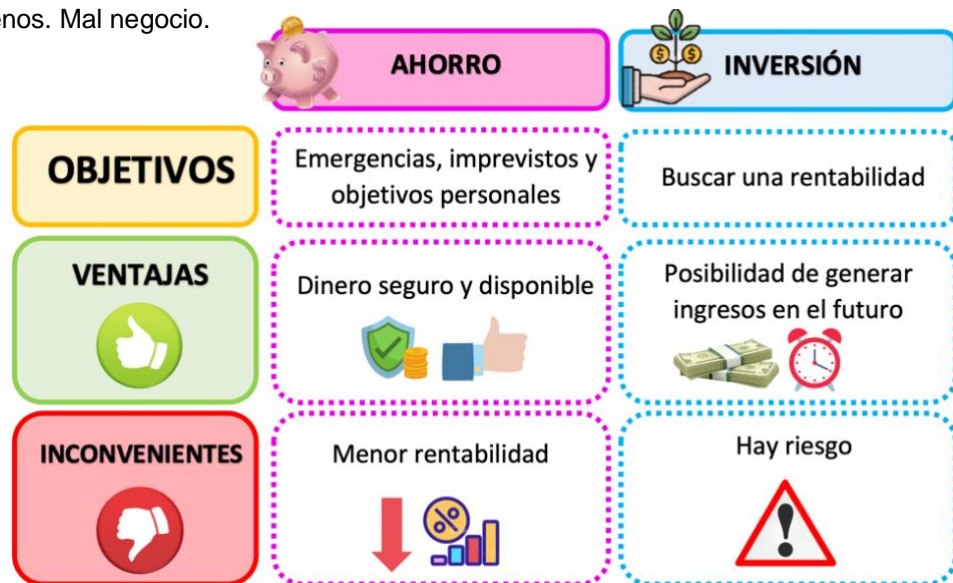 Mal negocio.
AHORRO
INVERSIÓN
OBJETIVOS
Emergencias, imprevistos y
objetivos personales
Buscar una rentabilidad
VENTAJAS
Dinero seguro y disponible
Posibilidad de generar
ingresos en el futuro
INCONVENIENTES
Menor rentabilidad
Hay riesgo